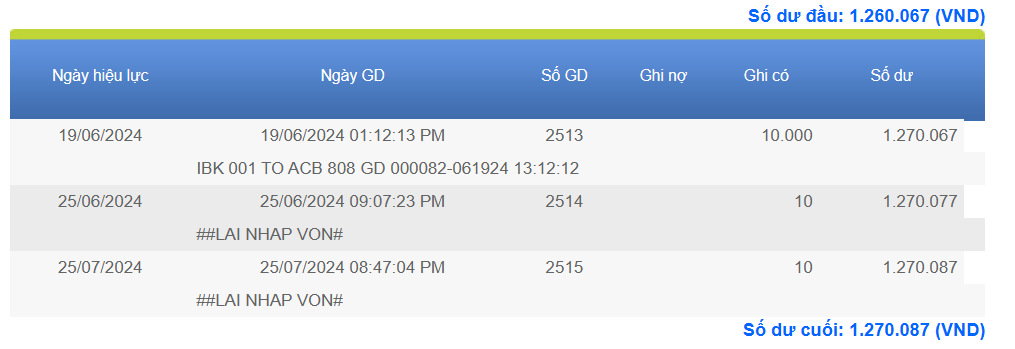 Số dư đầu: 1.260.067 (VND)
Ngày hiệu lực Ngày GD Số GD Ghi nợ Ghi có Số dư
19/06/2024 19/06/2024 01:12:13 PM 2513 10.000 1.270.067
IBK 001 TO ACB 808 GD 000082-061924 13:12:12
25/06/2024 25/06/2024 09:07:23 PM 2514 10 1.270.077
##LAI NHAP VON#
25/07/2024 25/07/2024 08:47:04 PM 2515 10 1.270.087
##LAI NHAP VON#
Số dư cuối: 1.270.087 (VND)